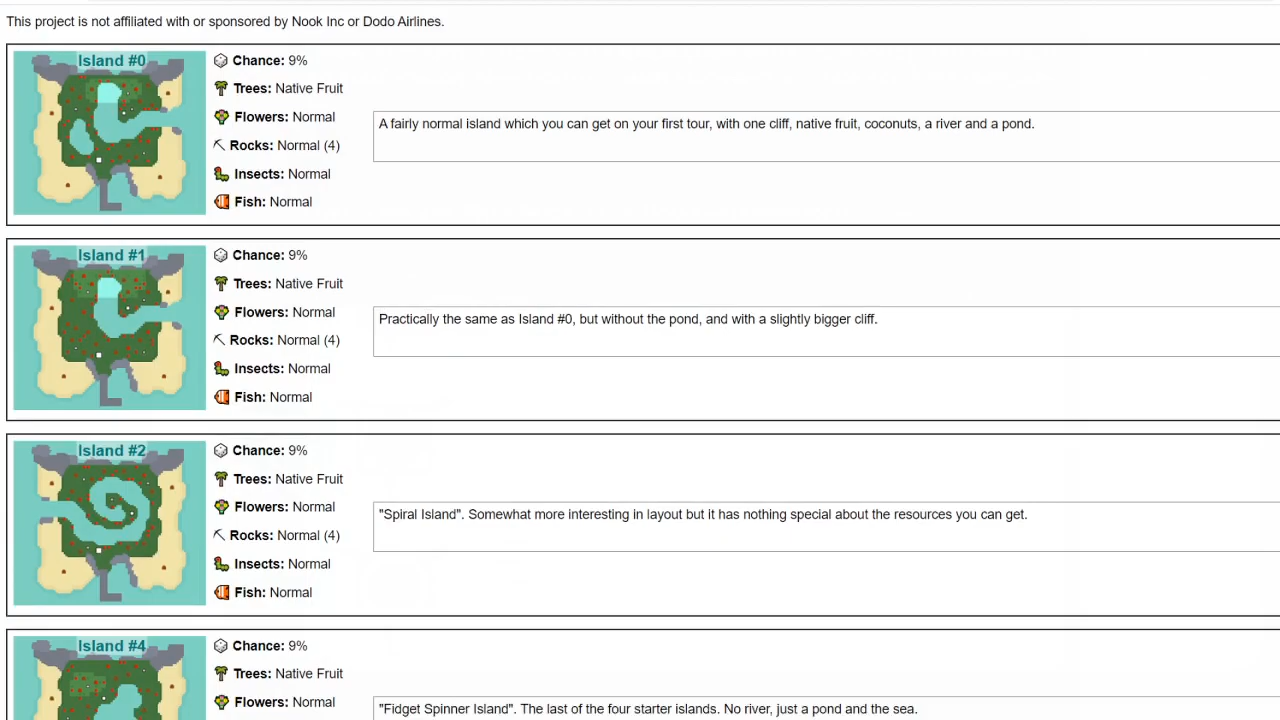 This project is not affiliated with or sponsored by Nook Inc or Dodo Airlines.
Island #0
Chance: 9%
Trees: Native Fruit
Flowers: Normal
Rocks: Normal (4)
Insects: Normal
Fish: Normal
A fairly normal island which you can get on your first tour, with one cliff, native fruit, coconuts, a river and a pond.
Island #1
Chance: 9%
Trees: Native Fruit
Flowers: Normal
Rocks: Normal (4)
Insects: Normal
Fish: Normal
Practically the same as Island #0, but without the pond, and with a slightly bigger cliff.
Island #2
Chance: 9%
Trees: Native Fruit
Flowers: Normal
Rocks: Normal (4)
Insects: Normal
Fish: Normal
"Spiral Island". Somewhat more interesting in layout but it has nothing special about the resources you can get.
Island #4
Chance: 9%
Trees: Native Fruit
Flowers: Normal
"Fidget Spinner Island". The last of the four starter islands. No river, just a pond and the sea.